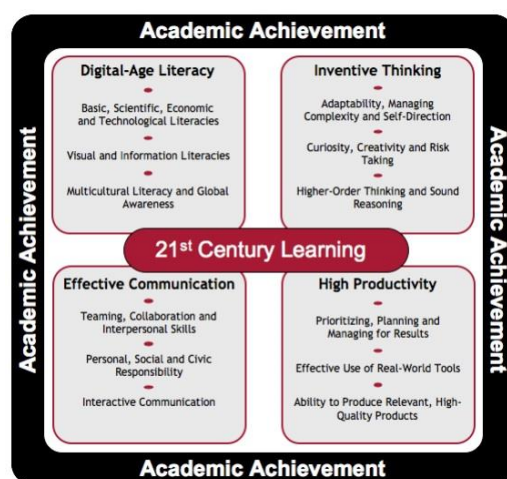 Academic Achievement
Academic Achievement
Digital-Age Literacy
Basic, Scientific, Economic
and Technological Literacies
Visual and Information Literacies
Multicultural Literacy and Global
Awareness
Inventive Thinking
Adaptability, Managing
Complexity and Self-Direction
Curiosity, Creativity and Risk
Taking
Higher-Order Thinking and Sound
Reasoning
21st Century Learning
Effective Communication
Teaming, Collaboration and
Interpersonal Skills
Personal, Social and Civic
Responsibility
Interactive Communication
High Productivity
Prioritizing, Planning and
Managing for Results
Effective Use of Real-World Tools
Ability to Produce Relevant, High-
Quality Products
Academic Achievement
Academic Achievement